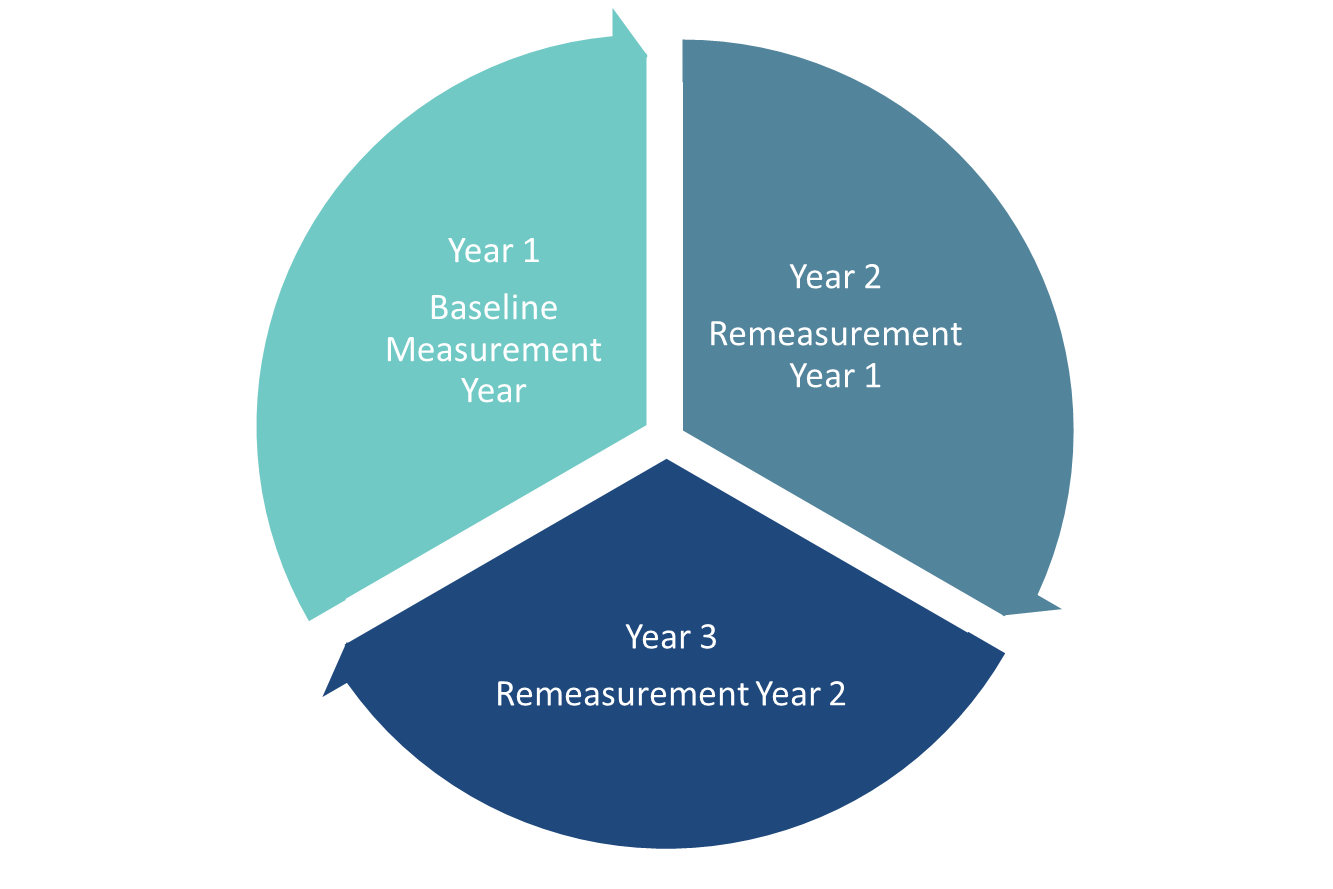 Year 1
Baseline
Measurement
Year
Year 2
Remeasurement
Year 1
Year 3
Remeasurement Year 2